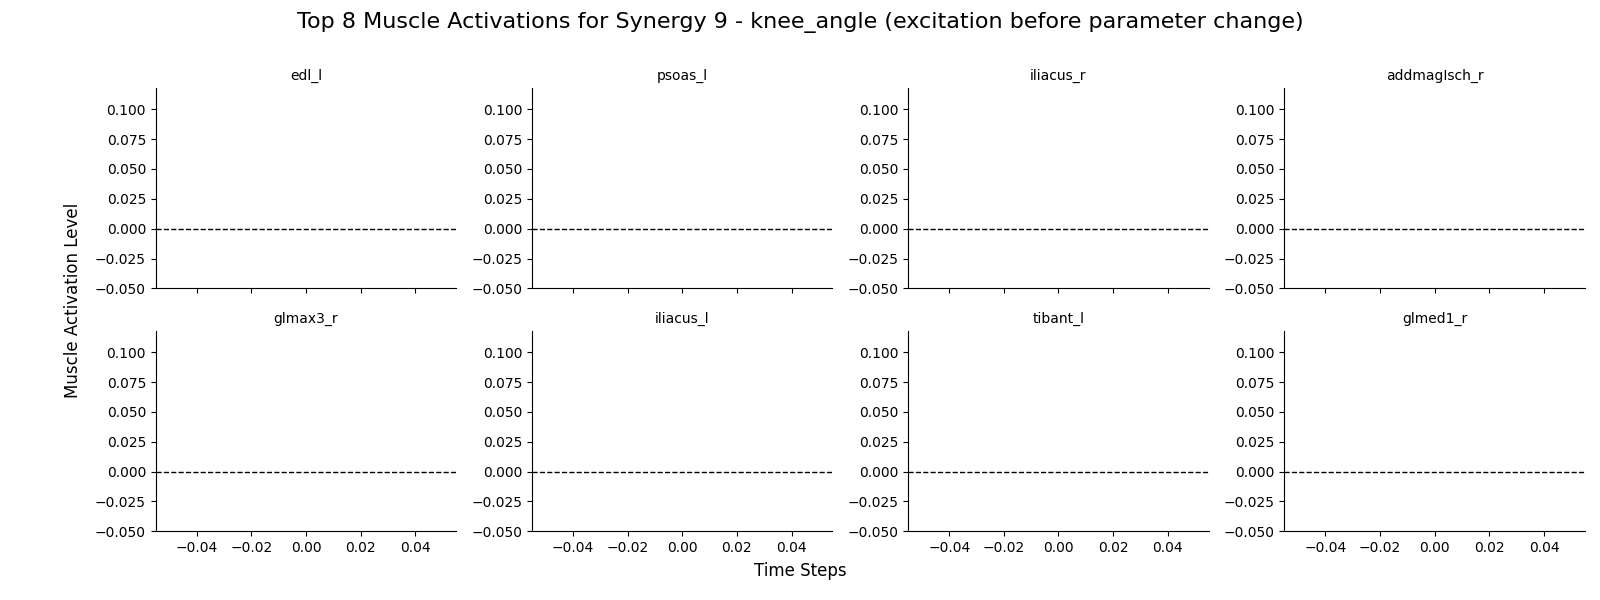 Top 8 Muscle Activations for Synergy 9 - knee_angle (excitation before parameter change)
edl_l psoas_l iliacus_r addmagIsch_r
0.100 0.100 0.100 0.100
0.075 0.075 0.075 0.075
0.050 0.050 0.050 0.050
0.025 0.025 0.025 0.025
0.000 0.000 0.000 0.000
−0.025 −0.025 −0.025 −0.025
−0.050 −0.050 −0.050 −0.050
Muscle Activation Level
glmax3_r iliacus_l tibant_l glmed1_r
0.100 0.100 0.100 0.100
0.075 0.075 0.075 0.075
0.050 0.050 0.050 0.050
0.025 0.025 0.025 0.025
0.000 0.000 0.000 0.000
−0.025 −0.025 −0.025 −0.025
−0.050 −0.050 −0.050 −0.050
−0.04 −0.02 0.00 0.02 0.04 −0.04 −0.02 0.00 0.02 0.04 −0.04 −0.02 0.00 0.02 0.04 −0.04 −0.02 0.00 0.02 0.04
Time Steps